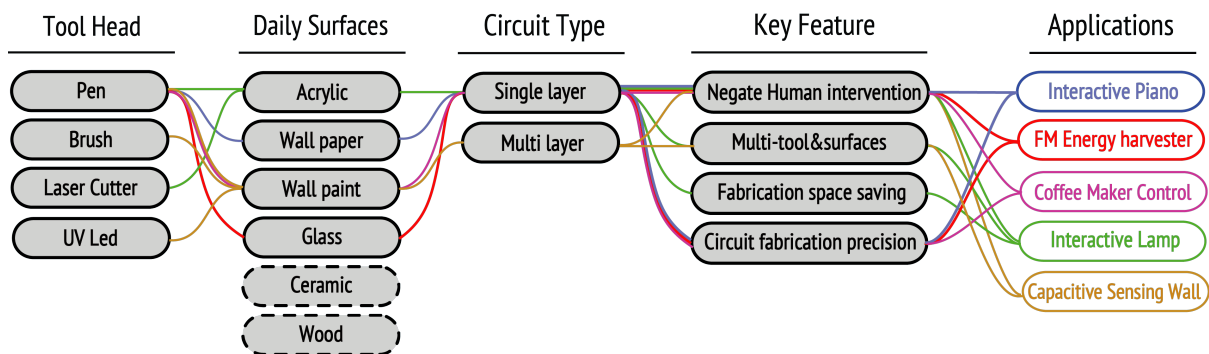 Tool Head
Daily Surfaces
Circuit Type
Key Feature
Applications
Pen
Acrylic
Single layer
Negate Human intervention
Interactive Piano
Brush
Wall paper
Multi layer
Multi-tool&surfaces
FM Energy harvester
Laser Cutter
Wall paint
Fabrication space saving
Coffee Maker Control
UV Led
Glass
Circuit fabrication precision
Interactive Lamp
Ceramic
Capacitive Sensing Wall
Wood